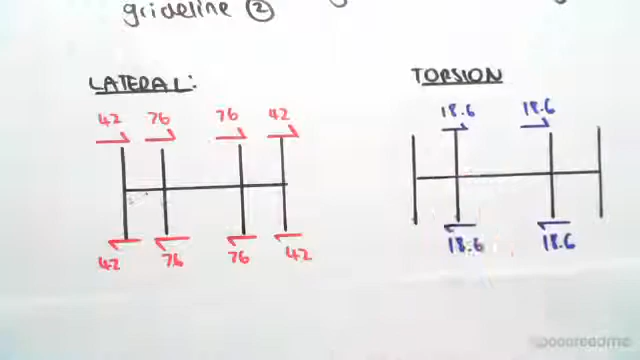 grideline ②
LATERAL:
TORSION
42 76 76 42
18.6 18.6
42 76 76 42
18.6 18.6